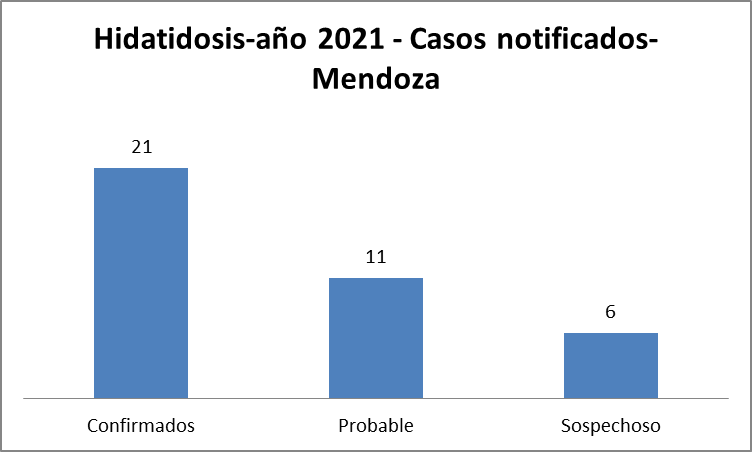 Hidatidosis-año 2021 - Casos notificados-
Mendoza
21
11
6
Confirmados
Probable
Sospechoso